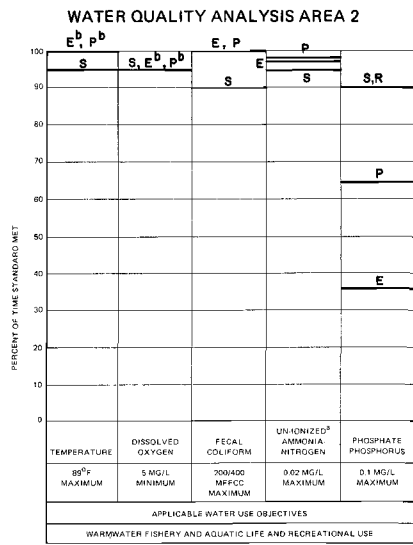 WATER QUALITY ANALYSIS AREA 2
E^b, P^b E, P P
S S, E^b, P^b S E S S,R
P
E
100
90
80
70
60
50
40
30
20
10
0
PERCENT OF TIME STANDARD MET
TEMPERATURE
DISSOLVED
OXYGEN
FECAL
COLIFORM
UN-IONIZED^a
AMMONIA-
NITROGEN
PHOSPHATE
PHOSPHORUS
89°F
MAXIMUM
5 MG/L
MINIMUM
200/400
MFFCC
MAXIMUM
0.02 MG/L
MAXIMUM
0.1 MG/L
MAXIMUM
APPLICABLE WATER USE OBJECTIVES
WARMWATER FISHERY AND AQUATIC LIFE AND RECREATIONAL USE